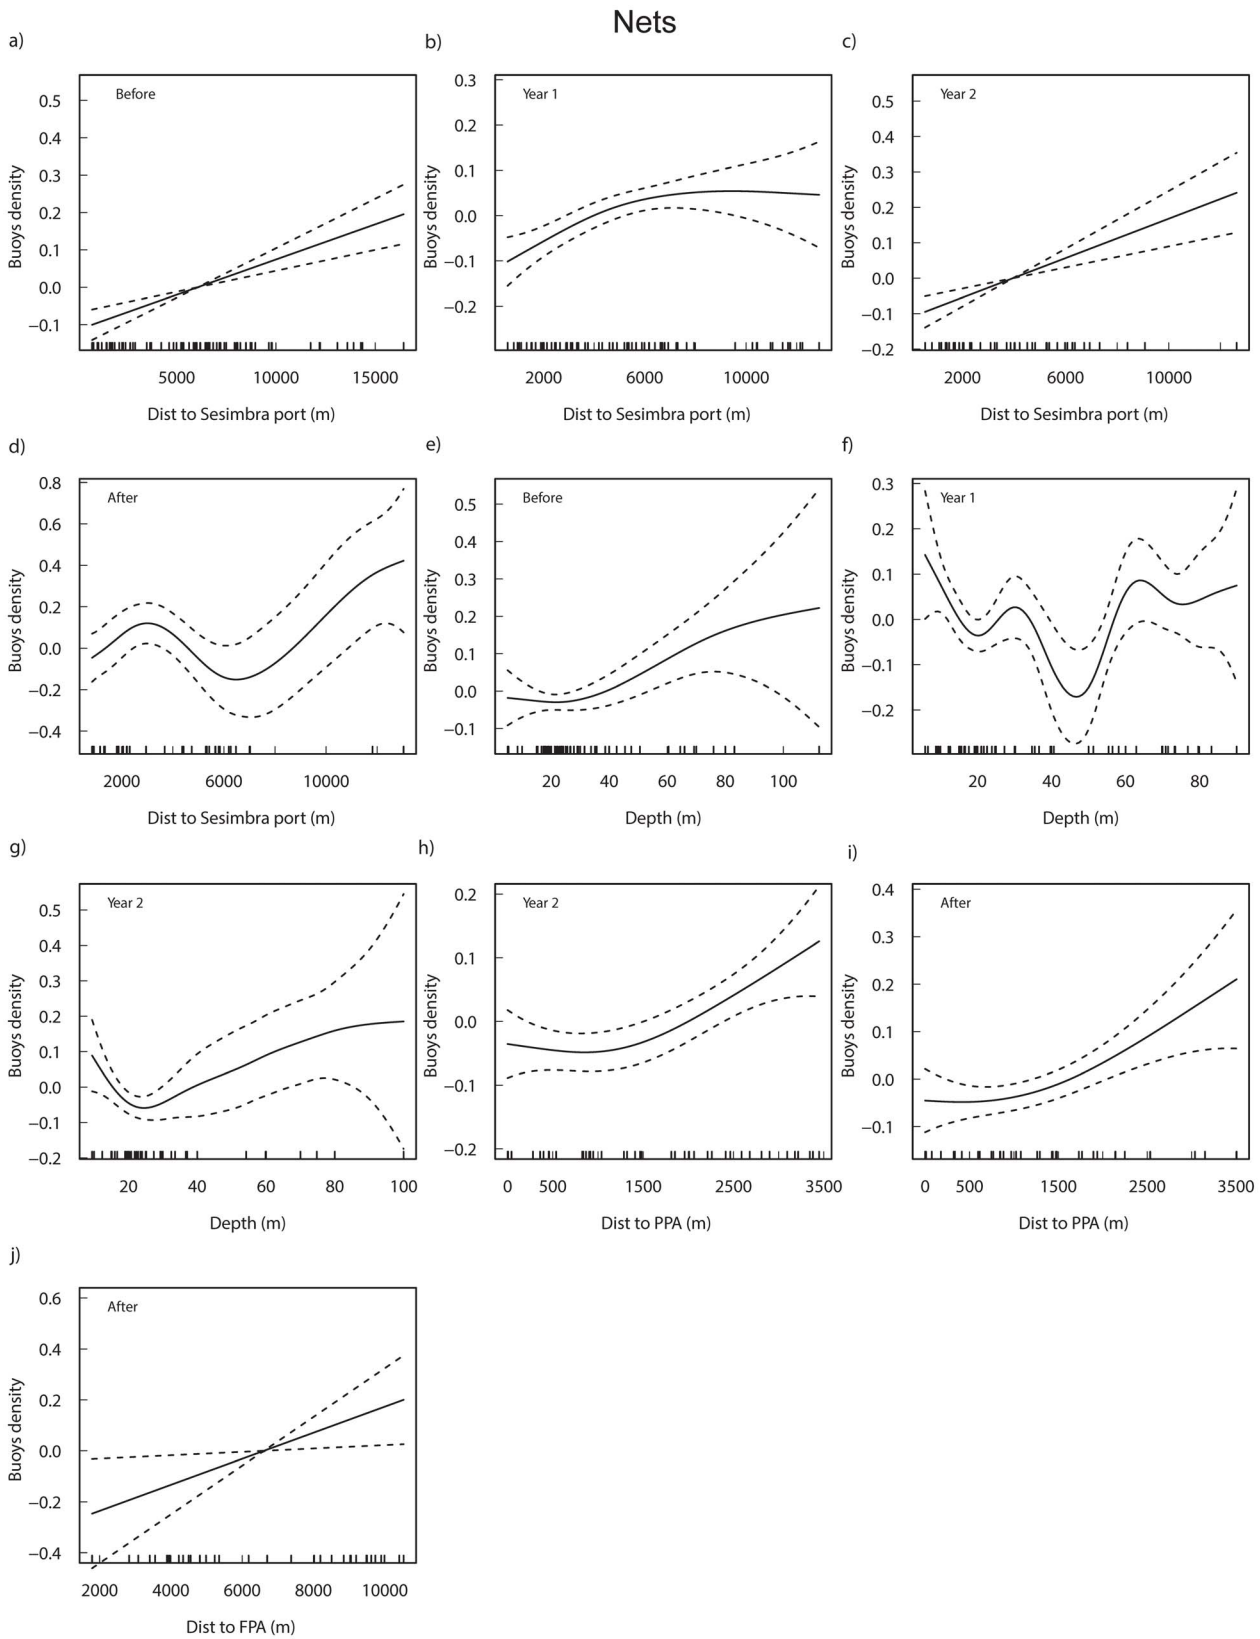 Nets
a)
b)
c)
Before
Year 1
Year 2
Buoys density
Buoys density
Buoys density
0.5
0.4
0.3
0.2
0.1
0.0
−0.1
0.3
0.2
0.1
0.0
−0.1
−0.2
0.5
0.4
0.3
0.2
0.1
0.0
−0.1
−0.2
5000 10000 15000
2000 6000 10000
2000 6000 10000
Dist to Sesimbra port (m)
Dist to Sesimbra port (m)
Dist to Sesimbra port (m)
d)
e)
f)
After
Before
Year 1
Buoys density
Buoys density
Buoys density
0.8
0.6
0.4
0.2
0.0
−0.2
−0.4
0.5
0.4
0.3
0.2
0.1
0.0
−0.1
0.3
0.2
0.1
0.0
−0.1
−0.2
2000 6000 10000
20 40 60 80 100
20 40 60 80
Dist to Sesimbra port (m)
Depth (m)
Depth (m)
g)
h)
i)
Year 2
Year 2
After
Buoys density
Buoys density
Buoys density
0.5
0.4
0.3
0.2
0.1
0.0
−0.1
−0.2
0.2
0.1
0.0
−0.1
−0.2
0.4
0.3
0.2
0.1
0.0
−0.1
20 40 60 80 100
0 500 1500 2500 3500
0 500 1500 2500 3500
Depth (m)
Dist to PPA (m)
Dist to PPA (m)
j)
After
Buoys density
0.6
0.4
0.2
0.0
−0.2
−0.4
2000 4000 6000 8000 10000
Dist to FPA (m)